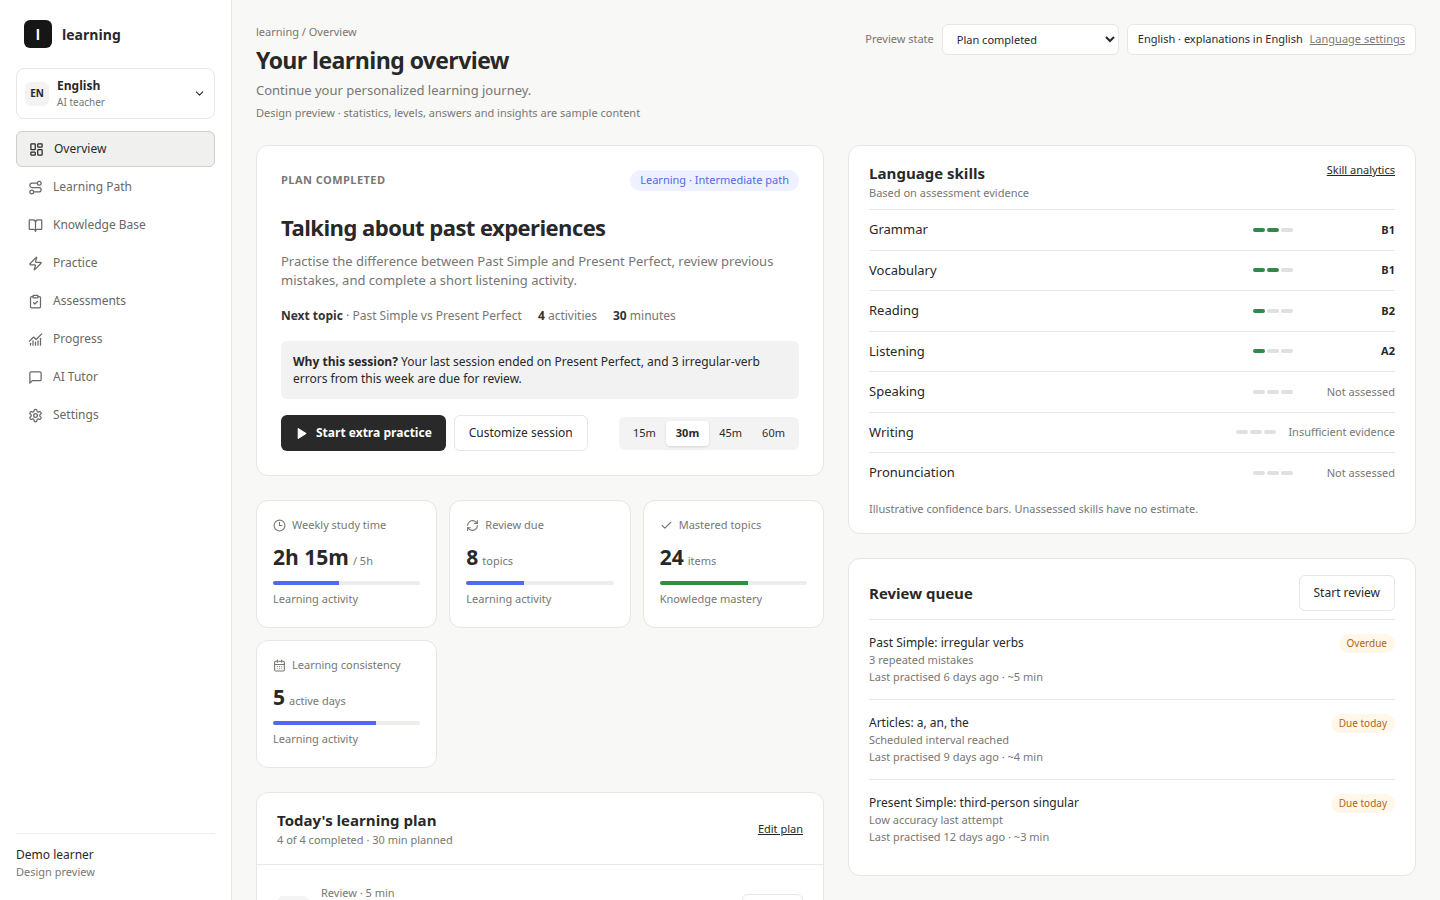 l learning
EN
English
AI teacher
Overview
Learning Path
Knowledge Base
Practice
Assessments
Progress
AI Tutor
Settings
Demo learner
Design preview
learning / Overview
Your learning overview
Continue your personalized learning journey.
Design preview · statistics, levels, answers and insights are sample content
Preview state
Plan completed
English · explanations in English Language settings
PLAN COMPLETED
Learning · Intermediate path
Talking about past experiences
Practise the difference between Past Simple and Present Perfect, review previous
mistakes, and complete a short listening activity.
Next topic · Past Simple vs Present Perfect 4 activities 30 minutes
Why this session? Your last session ended on Present Perfect, and 3 irregular-verb
errors from this week are due for review.
Start extra practice
Customize session
15m 30m 45m 60m
Weekly study time
2h 15m / 5h
Learning activity
Review due
8 topics
Learning activity
Mastered topics
24 items
Knowledge mastery
Learning consistency
5 active days
Learning activity
Today's learning plan
4 of 4 completed · 30 min planned
Edit plan
Review · 5 min
Language skills
Based on assessment evidence
Skill analytics
Grammar B1
Vocabulary B1
Reading B2
Listening A2
Speaking Not assessed
Writing Insufficient evidence
Pronunciation Not assessed
Illustrative confidence bars. Unassessed skills have no estimate.
Review queue
Start review
Past Simple: irregular verbs
Overdue
3 repeated mistakes
Last practised 6 days ago · ~5 min
Articles: a, an, the
Due today
Scheduled interval reached
Last practised 9 days ago · ~4 min
Present Simple: third-person singular
Due today
Low accuracy last attempt
Last practised 12 days ago · ~3 min